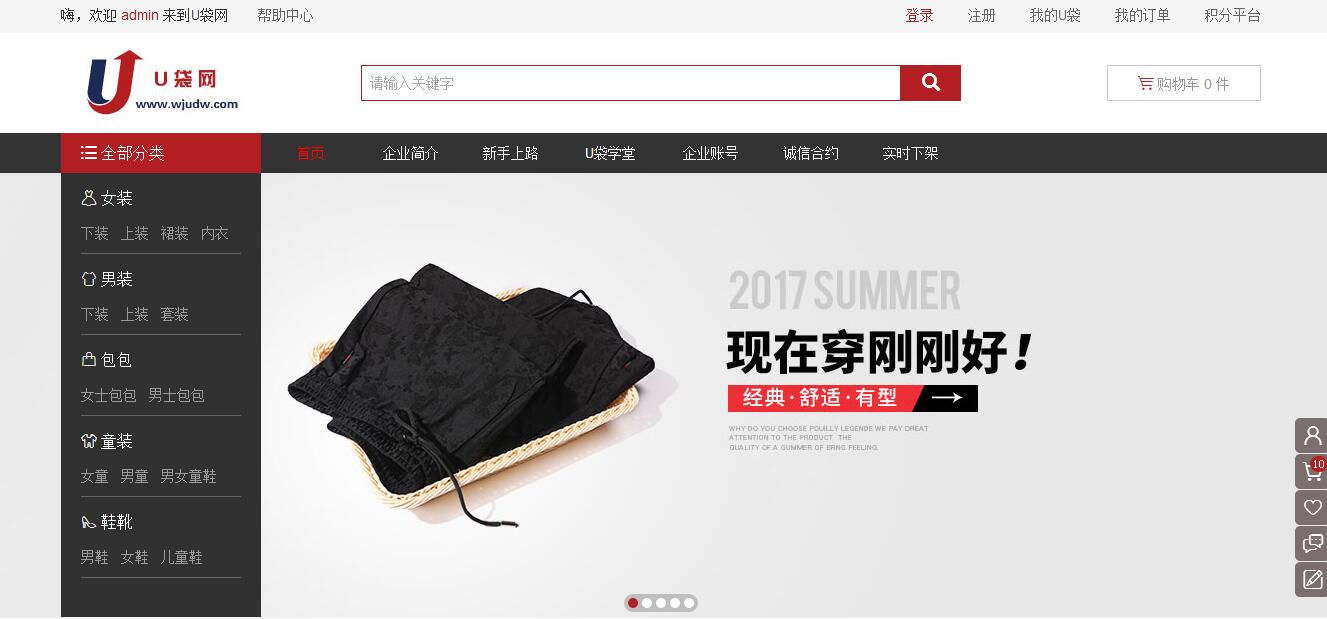 嗨，欢迎 admin 来到U袋网 帮助中心 登录 注册 我的U袋 我的订单 积分平台
U袋网
www.wjudw.com
请输入关键字
购物车 0 件
全部分类 首页 企业简介 新手上路 U袋学堂 企业账号 诚信合约 实时下架
女装
下装 上装 裙装 内衣
男装
下装 上装 套装
包包
女士包包 男士包包
童装
女童 男童 男女童鞋
鞋靴
男鞋 女鞋 儿童鞋
2017 SUMMER
现在穿刚刚好！
经典·舒适·有型
WHY DO YOU CHOOSE POUILLY LEGENDE WE PAY DREAT
ATTENTION TO THE PRODUCT THE
QUALITY OF A GUMMER OF BRNG FEELING.
10